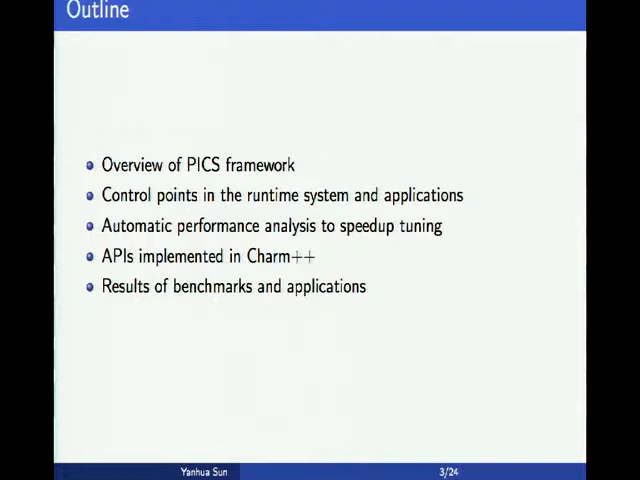 Outline
Overview of PICS framework
Control points in the runtime system and applications
Automatic performance analysis to speedup tuning
APIs implemented in Charm++
Results of benchmarks and applications
Yanhua Sun
3/24